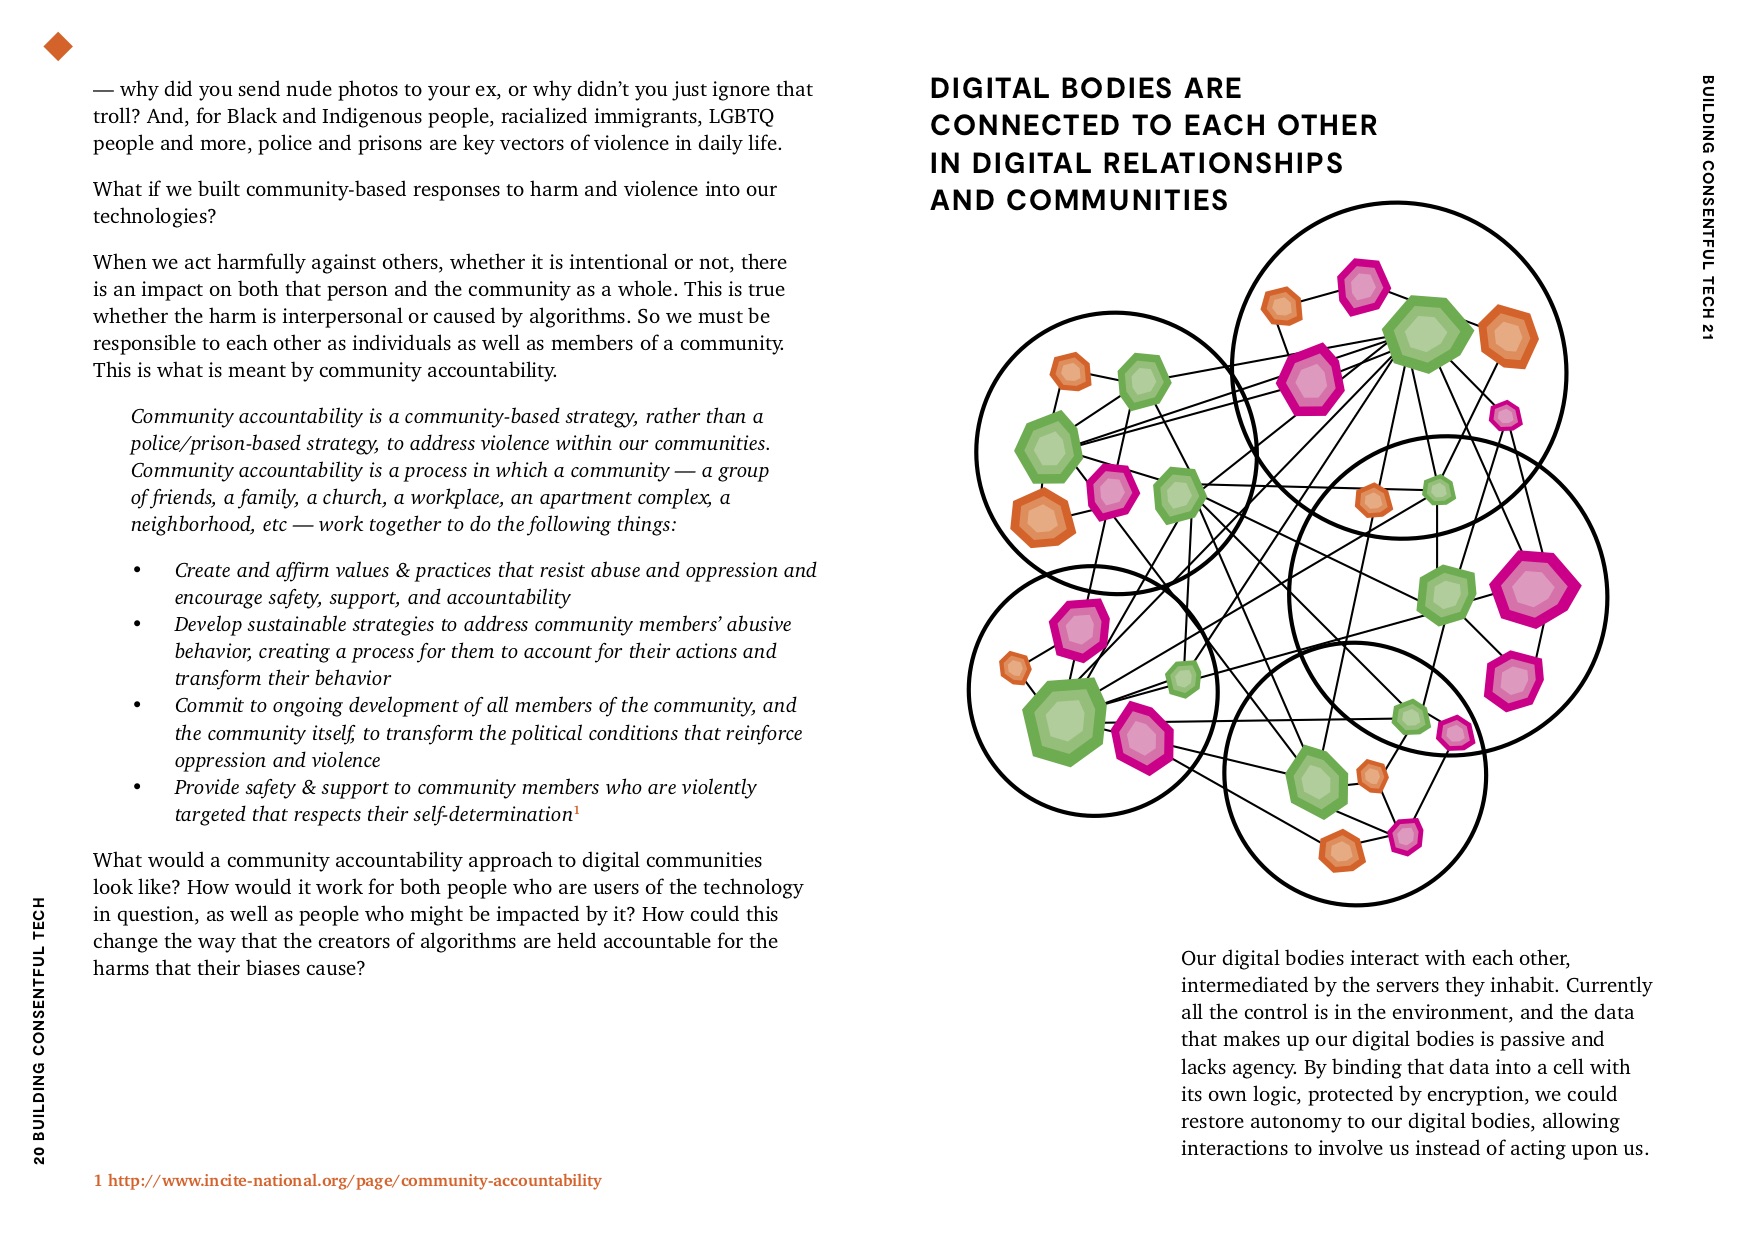 — why did you send nude photos to your ex, or why didn’t you just ignore that
troll? And, for Black and Indigenous people, racialized immigrants, LGBTQ
people and more, police and prisons are key vectors of violence in daily life.
What if we built community-based responses to harm and violence into our
technologies?
When we act harmfully against others, whether it is intentional or not, there
is an impact on both that person and the community as a whole. This is true
whether the harm is interpersonal or caused by algorithms. So we must be
responsible to each other as individuals as well as members of a community.
This is what is meant by community accountability.
Community accountability is a community-based strategy, rather than a
police/prison-based strategy, to address violence within our communities.
Community accountability is a process in which a community — a group
of friends, a family, a church, a workplace, an apartment complex, a
neighborhood, etc — work together to do the following things:
• Create and affirm values & practices that resist abuse and oppression and
encourage safety, support, and accountability
• Develop sustainable strategies to address community members’ abusive
behavior, creating a process for them to account for their actions and
transform their behavior
• Commit to ongoing development of all members of the community, and
the community itself, to transform the political conditions that reinforce
oppression and violence
• Provide safety & support to community members who are violently
targeted that respects their self-determination1
What would a community accountability approach to digital communities
look like? How would it work for both people who are users of the technology
in question, as well as people who might be impacted by it? How could this
change the way that the creators of algorithms are held accountable for the
harms that their biases cause?
1 http://www.incite-national.org/page/community-accountability
20 BUILDING CONSENTFUL TECH
DIGITAL BODIES ARE
CONNECTED TO EACH OTHER
IN DIGITAL RELATIONSHIPS
AND COMMUNITIES
Our digital bodies interact with each other,
intermediated by the servers they inhabit. Currently
all the control is in the environment, and the data
that makes up our digital bodies is passive and
lacks agency. By binding that data into a cell with
its own logic, protected by encryption, we could
restore autonomy to our digital bodies, allowing
interactions to involve us instead of acting upon us.
BUILDING CONSENTFUL TECH 21